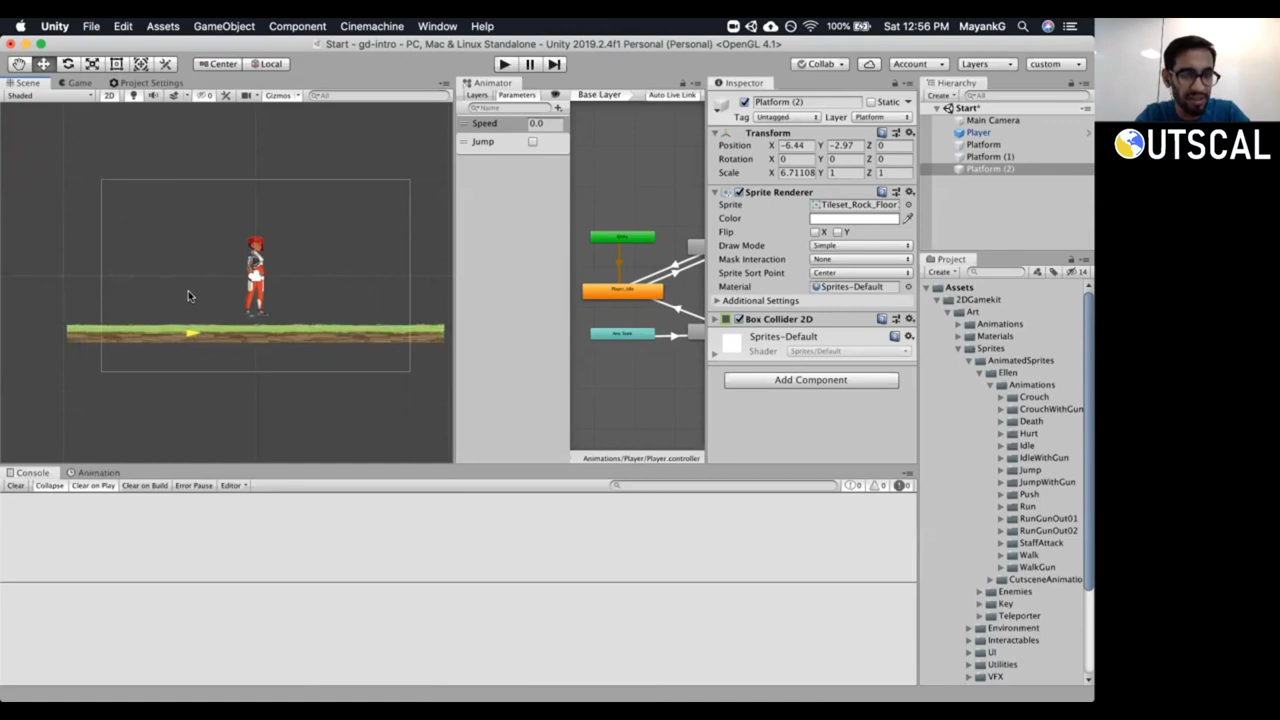 Unity File Edit Assets GameObject Component Cinemachine Window Help 100% Sat 12:56 PM MayankG
Start - gd-intro - PC, Mac & Linux Standalone - Unity 2019.2.4f1 Personal (Personal) <OpenGL 4.1>
Center Local Collab Account Layers custom
Scene Game Project Settings
Shaded 2D 0 Gizmos All
Animator
Layers Parameters Base Layer Auto Live Link
Name
Speed 0.0
Jump
Entry
Player_Idle
Any State
Animations/Player/Player.controller
Inspector
Platform (2) Static
Tag Untagged Layer Platform
Transform
Position X -6.44 Y -2.97 Z 0
Rotation X 0 Y 0 Z 0
Scale X 6.71108 Y 1 Z 1
Sprite Renderer
Sprite Tileset_Rock_Floor
Color
Flip X Y
Draw Mode Simple
Mask Interaction None
Sprite Sort Point Center
Material Sprites-Default
Additional Settings
Box Collider 2D
Sprites-Default
Shader Sprites/Default
Add Component
Hierarchy
Create All
Start*
Main Camera
Player
Platform
Platform (1)
Platform (2)
Project
Create 14
Assets
2DGamekit
Art
Animations
Materials
Sprites
AnimatedSprites
Ellen
Animations
Crouch
CrouchWithGun
Death
Hurt
Idle
IdleWithGun
Jump
JumpWithGun
Push
Run
RunGunOut01
RunGunOut02
StaffAttack
Walk
WalkGun
CutsceneAnimatio
Enemies
Key
Teleporter
Environment
Interactables
UI
Utilities
VFX
Console Animation
Clear Collapse Clear on Play Clear on Build Error Pause Editor 0 0 0
OUTSCAL